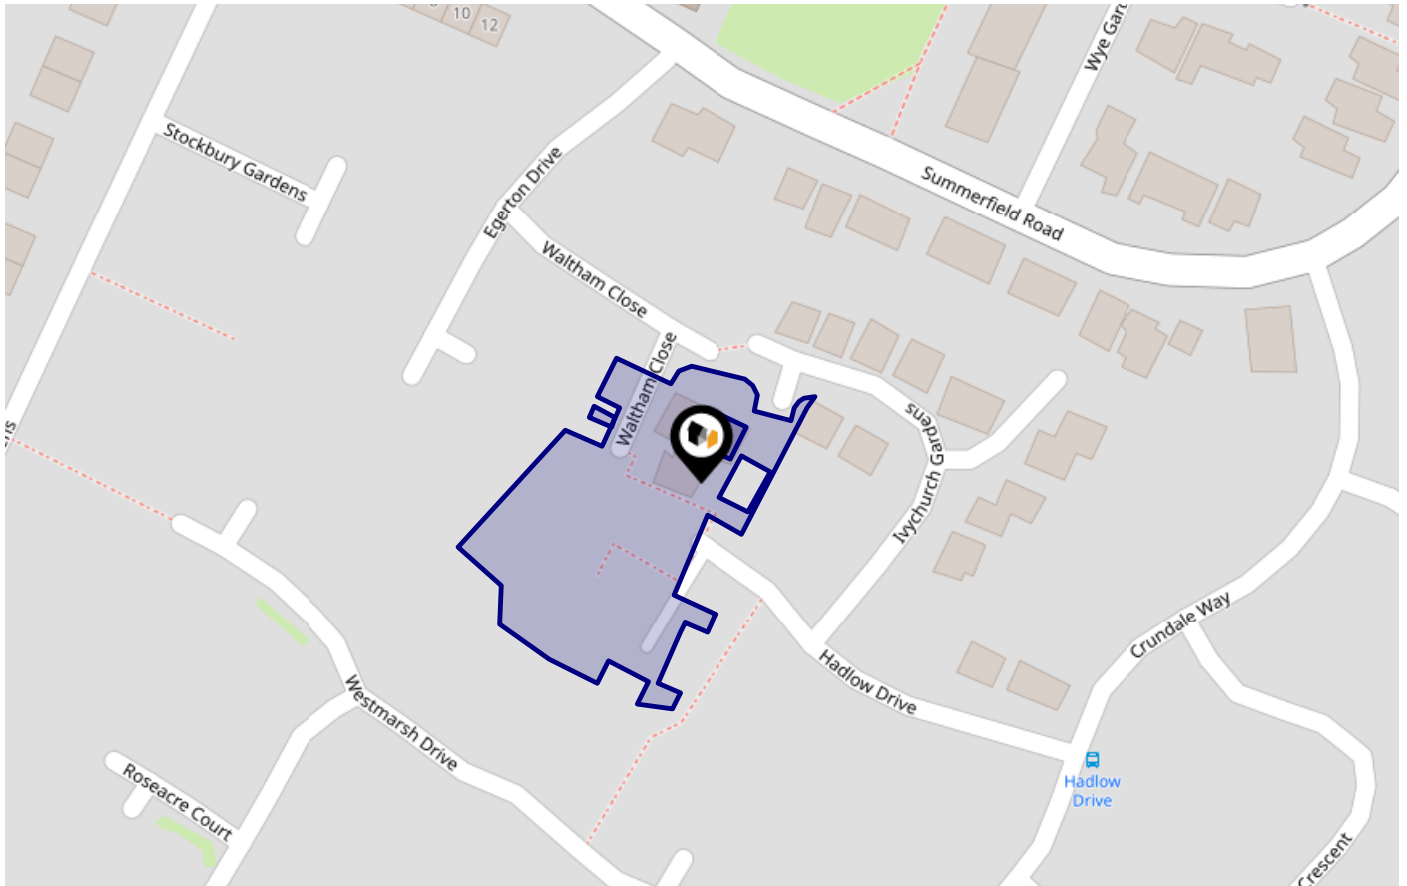 10
12
Wye Gar
Stockbury Gardens
Egerton Drive
Summerfield Road
Waltham Close
Waltham Close
Ivychurch Gardens
Crundale Way
Hadlow Drive
Westmarsh Drive
Hadlow
Drive
Roseacre Court
Crescent